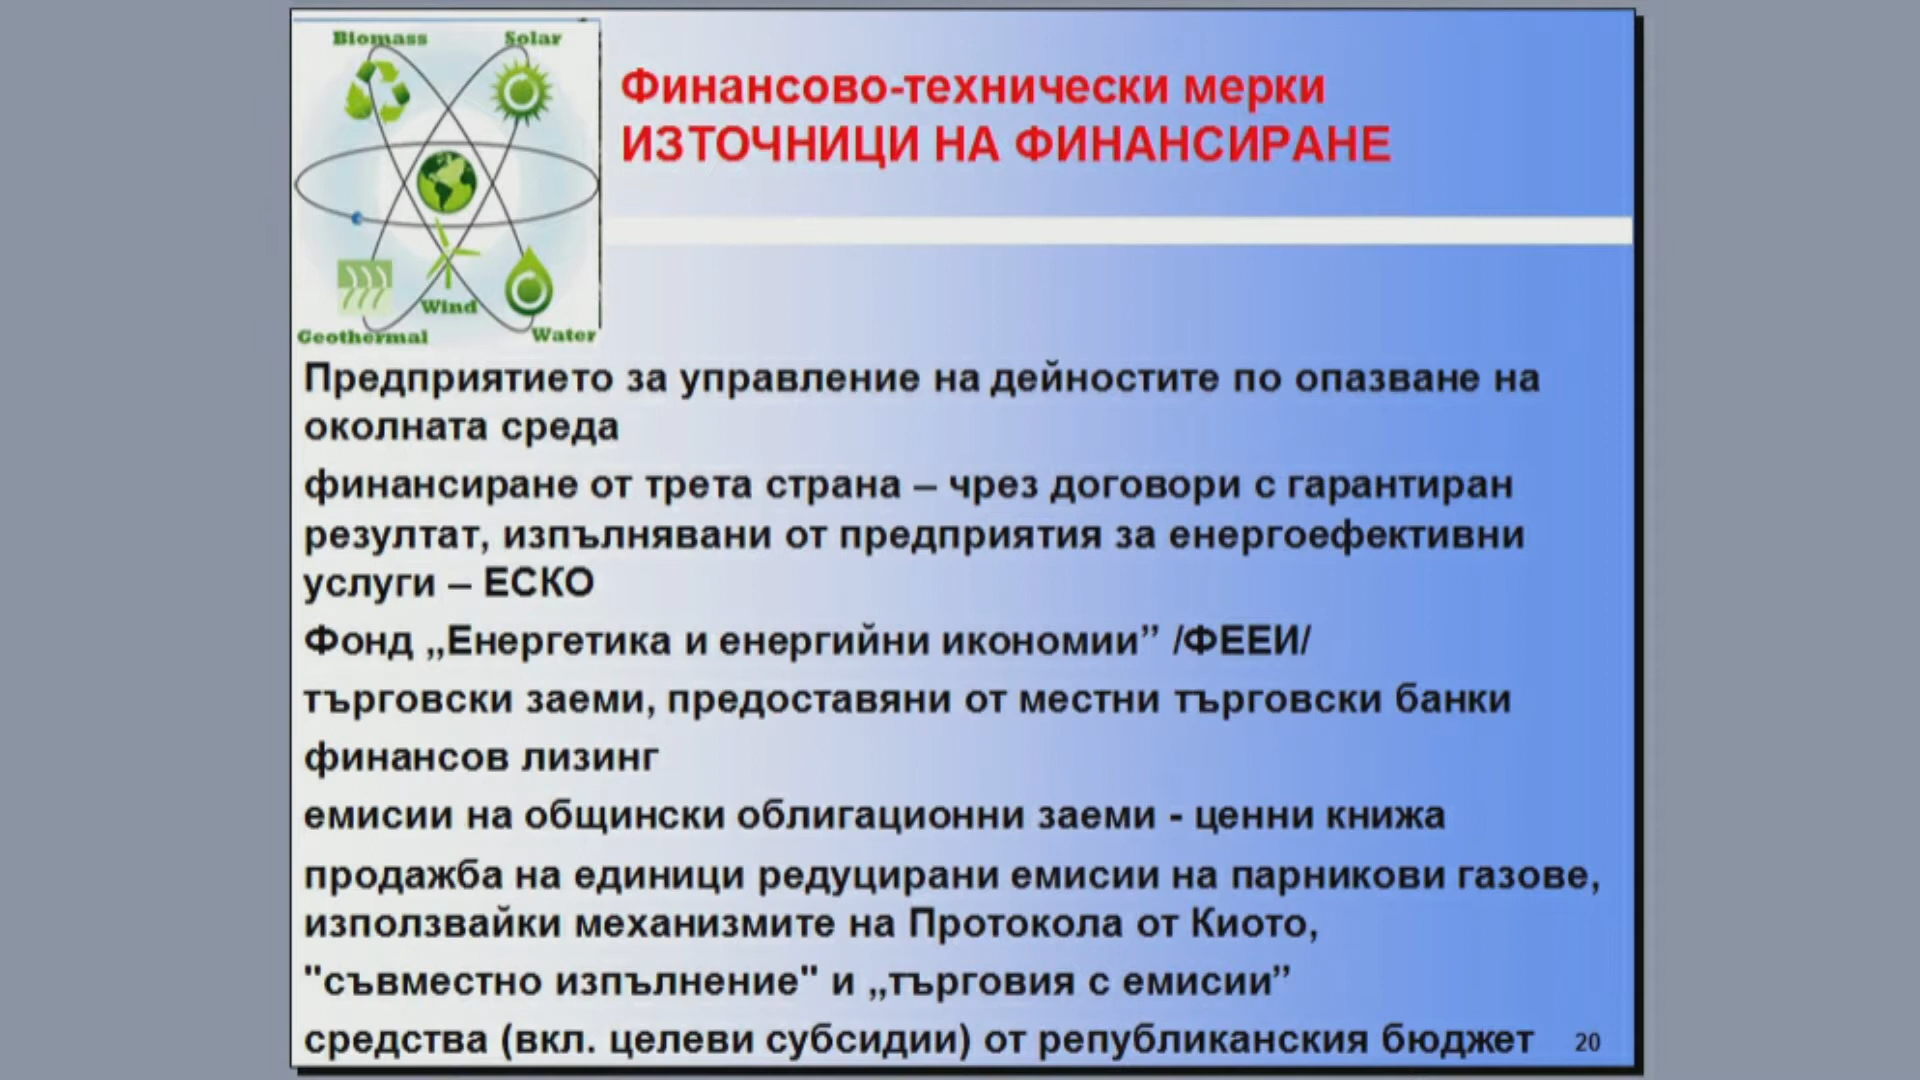 Biomass Solar
Финансово-технически мерки
ИЗТОЧНИЦИ НА ФИНАНСИРАНЕ
Wind
Geothermal Water
Предприятието за управление на дейностите по опазване на
околната среда
финансиране от трета страна – чрез договори с гарантиран
резултат, изпълнявани от предприятия за енергоефективни
услуги – ЕСКО
Фонд „Енергетика и енергийни икономии” /ФЕЕИ/
търговски заеми, предоставяни от местни търговски банки
финансов лизинг
емисии на общински облигационни заеми - ценни книжа
продажба на единици редуцирани емисии на парникови газове,
използвайки механизмите на Протокола от Киото,
"съвместно изпълнение" и „търговия с емисии”
средства (вкл. целеви субсидии) от републиканския бюджет
20